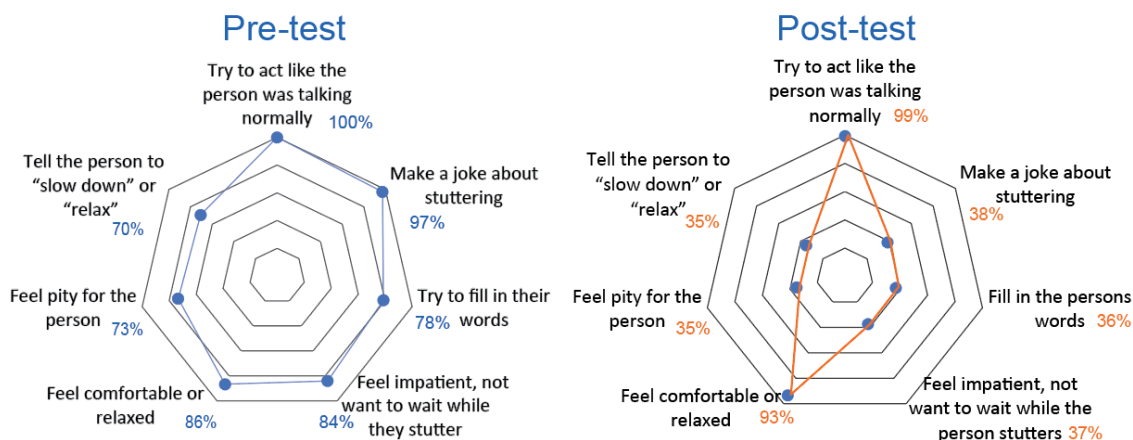 Pre-test
Try to act like the
person was talking
normally 100%
Make a joke about
stuttering
97%
Try to fill in their
words 78%
Feel impatient, not
want to wait while
they stutter
84%
Feel comfortable or
relaxed 86%
Feel pity for the
person 73%
Tell the person to
“slow down” or
“relax”
70%
Post-test
Try to act like the
person was talking
normally 99%
Make a joke about
stuttering
38%
Fill in the persons
words 36%
Feel impatient, not
want to wait while the
person stutters 37%
Feel comfortable or
relaxed 93%
Feel pity for the
person 35%
Tell the person to
“slow down” or
“relax”
35%